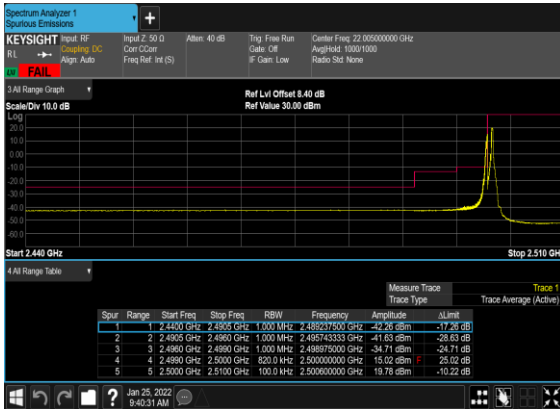 Spectrum Analyzer 1
Spurious Emissions
+
KEYSIGHT Input: RF Input Z: 50 Ω Atten: 40 dB Trig: Free Run Center Freq: 22.005000000 GHz
RL Coupling: DC Corr CCorr Gate: Off Avg|Hold: 1000/1000
Align: Auto Freq Ref: Int (S) IF Gain: Low Radio Std: None
FAIL
3 All Range Graph
Ref Lvl Offset 8.40 dB
Scale/Div 10.0 dB Ref Value 30.00 dBm
Log
20.0
10.0
0.00
-10.0
-20.0
-30.0
-40.0
-50.0
-60.0
Start 2.440 GHz Stop 2.510 GH
4 All Range Table
Measure Trace Trace 1
Trace Type Trace Average (Active)
Spur Range Start Freq Stop Freq RBW Frequency Amplitude ΔLimit
1 1 2.4400 GHz 2.4905 GHz 1.000 MHz 2.489237500 GHz -42.26 dBm -17.26 dB
2 2 2.4905 GHz 2.4960 GHz 1.000 MHz 2.495743333 GHz -41.63 dBm -28.63 dB
3 3 2.4960 GHz 2.4990 GHz 1.000 MHz 2.498975000 GHz -34.71 dBm -24.71 dB
4 4 2.4990 GHz 2.5000 GHz 820.0 kHz 2.500000000 GHz 15.02 dBm F 25.02 dB
5 5 2.5000 GHz 2.5100 GHz 100.0 kHz 2.500600000 GHz 19.78 dBm -10.22 dB
? Jan 25, 2022
9:40:31 AM